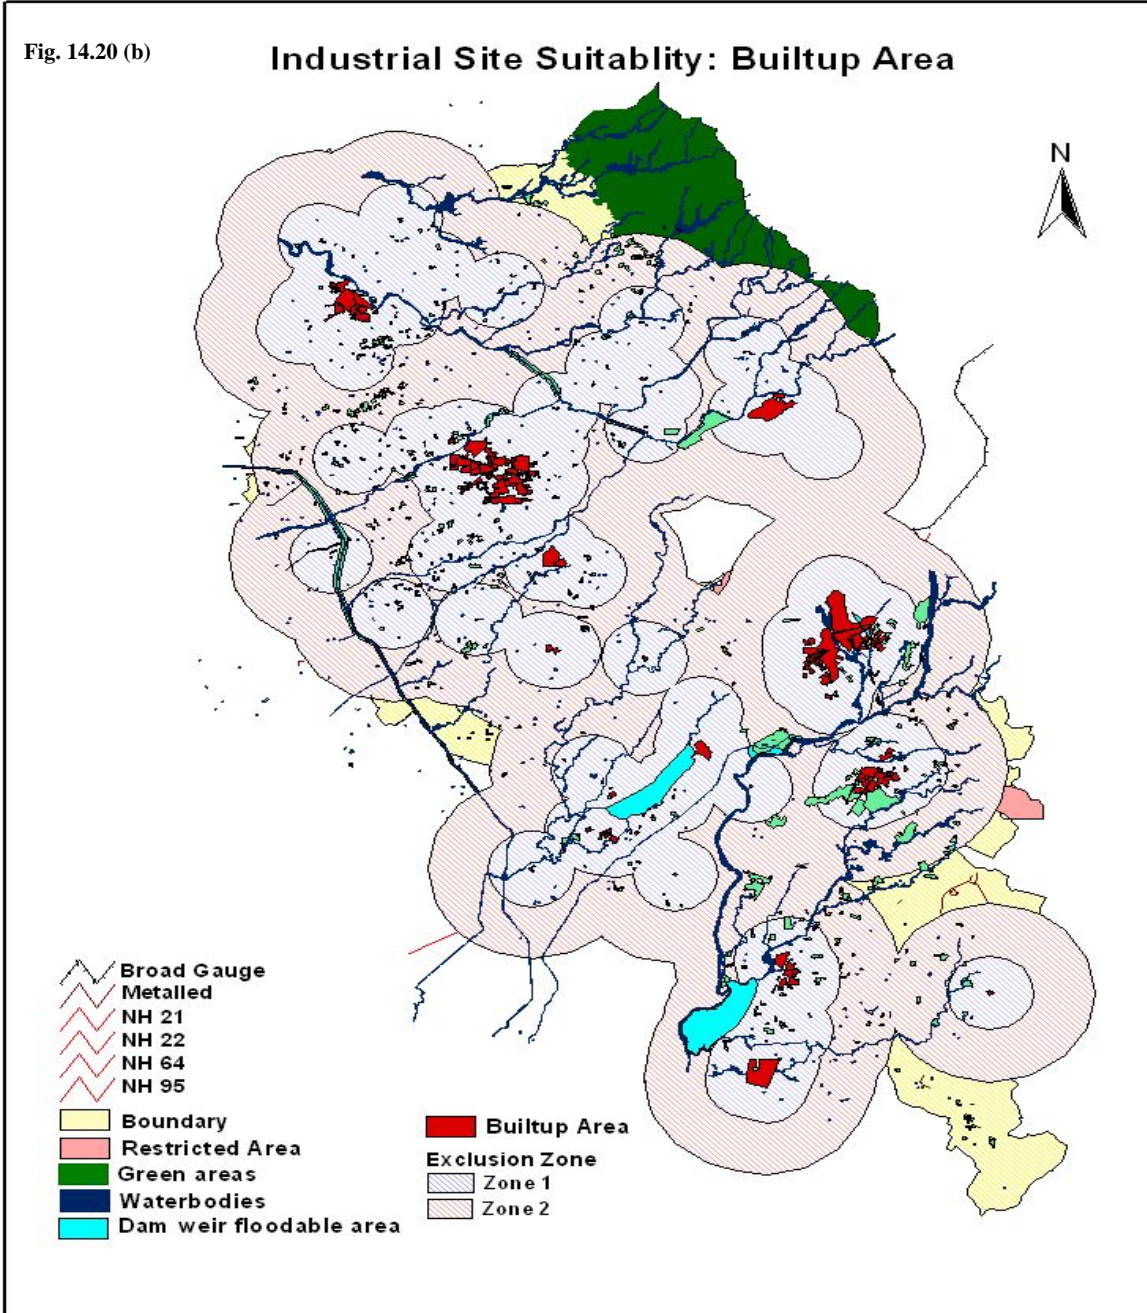 Fig. 14.20 (b)
Industrial Site Suitablity: Builtup Area
N
Broad Gauge
Metalled
NH 21
NH 22
NH 64
NH 95
Boundary
Restricted Area
Green areas
Waterbodies
Dam weir floodable area
Builtup Area
Exclusion Zone
Zone 1
Zone 2